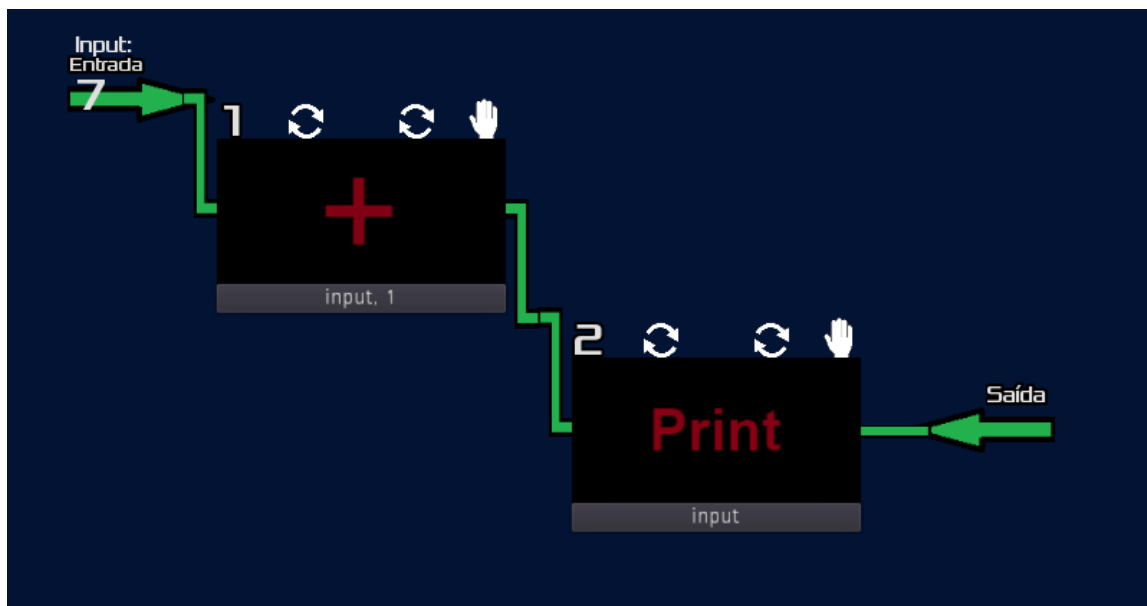 Input:
Entrada
7
1
+
input, 1
2
Print
input
Saída